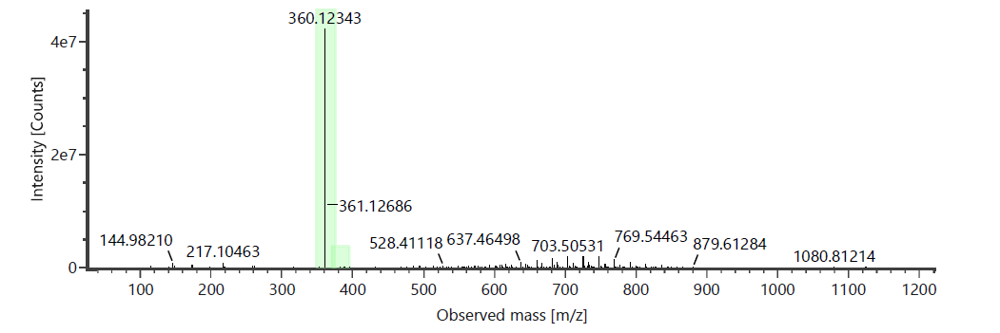 360.12343
4e7
Intensity [Counts]
2e7
361.12686
144.98210
217.10463
528.41118
637.46498
703.50531
769.54463
879.61284
1080.81214
0
100 200 300 400 500 600 700 800 900 1000 1100 1200
Observed mass [m/z]